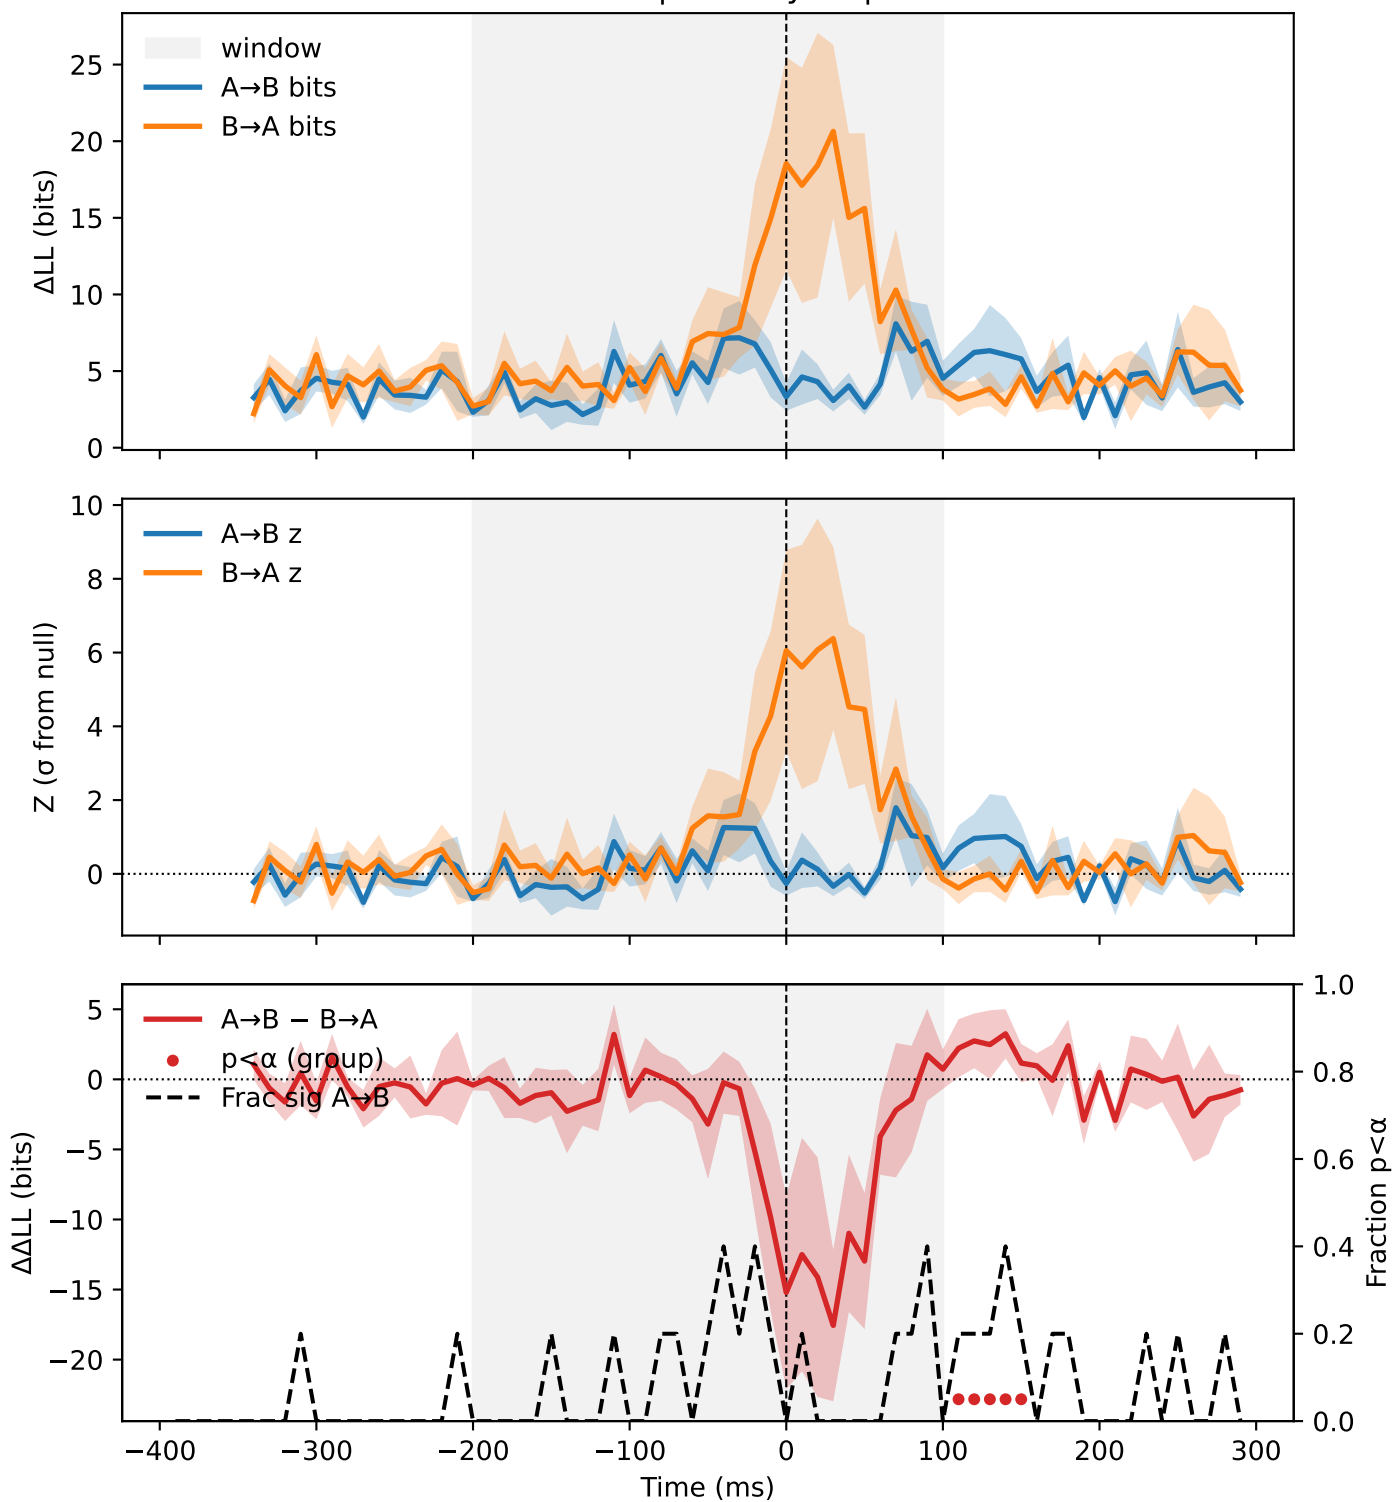 window
A→B bits
B→A bits
ΔLL (bits)
25
20
15
10
5
0
A→B z
B→A z
Z (σ from null)
10
8
6
4
2
0
A→B − B→A
p<α (group)
Frac sig A→B
ΔΔLL (bits)
5
0
−5
−10
−15
−20
1.0
0.8
0.6
0.4
0.2
0.0
Fraction p<α
−400 −300 −200 −100 0 100 200 300
Time (ms)